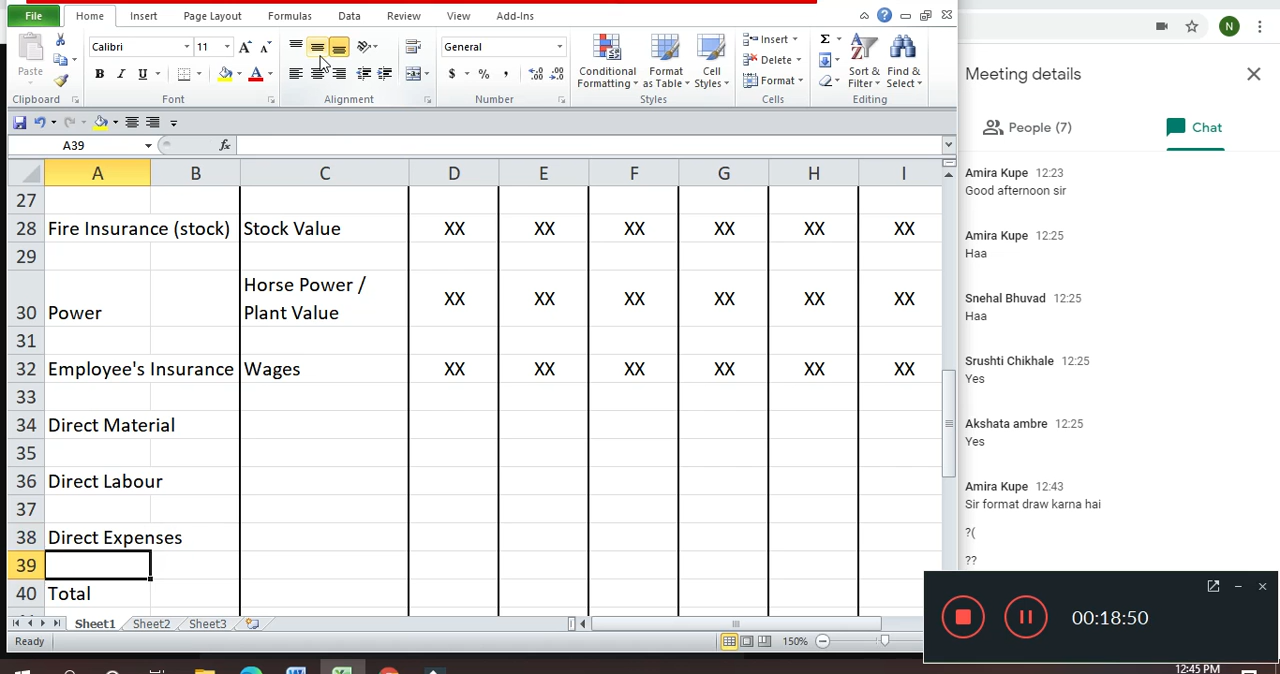 File Home Insert Page Layout Formulas Data Review View Add-Ins
Paste
Calibri 11
General
B I U $ % ,
Conditional Formatting
Format as Table
Cell Styles
Insert
Delete
Format
Sort & Filter
Find & Select
Clipboard Font Alignment Number Styles Cells Editing
A39 fx
A B C D E F G H I
27
28 Fire Insurance (stock) Stock Value XX XX XX XX XX XX
29
Horse Power /
30 Power Plant Value XX XX XX XX XX XX
31
32 Employee's Insurance Wages XX XX XX XX XX XX
33
34 Direct Material
35
36 Direct Labour
37
38 Direct Expenses
39
40 Total
Sheet1 Sheet2 Sheet3
Ready 150%
N
Meeting details
People (7) Chat
Amira Kupe 12:23
Good afternoon sir
Amira Kupe 12:25
Haa
Snehal Bhuvad 12:25
Haa
Srushti Chikhale 12:25
Yes
Akshata ambre 12:25
Yes
Amira Kupe 12:43
Sir format draw karna hai
?(
??
00:18:50
12:45 PM